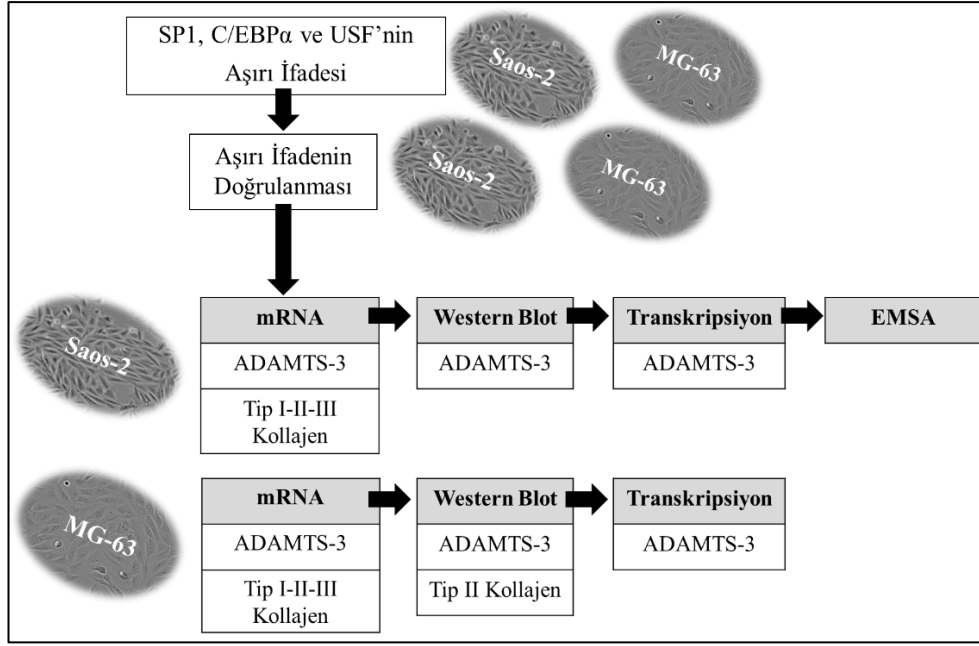 SP1, C/EBPα ve USF’nin
Aşırı İfadesi
Saos-2
MG-63
Aşırı İfadenin
Doğrulanması
Saos-2
MG-63
Saos-2
mRNA
Western Blot
Transkripsiyon
EMSA
ADAMTS-3
ADAMTS-3
ADAMTS-3
Tip I-II-III
Kollajen
MG-63
mRNA
Western Blot
Transkripsiyon
ADAMTS-3
ADAMTS-3
ADAMTS-3
Tip I-II-III
Kollajen
Tip II Kollajen